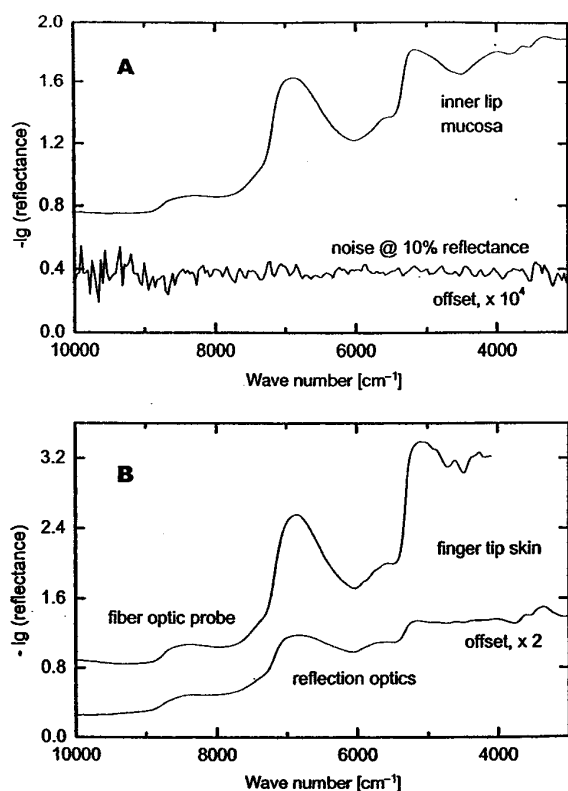 2.0
A
1.6
inner lip
mucosa
1.2
-lg (reflectance)
0.8
noise @ 10% reflectance
0.4
offset, x 10⁴
0.0
10000 8000 6000 4000
Wave number [cm⁻¹]
3.2
B
2.4
finger tip skin
- lg (reflectance)
1.6
fiber optic probe
offset, x 2
0.8
reflection optics
0.0
10000 8000 6000 4000
Wave number [cm⁻¹]